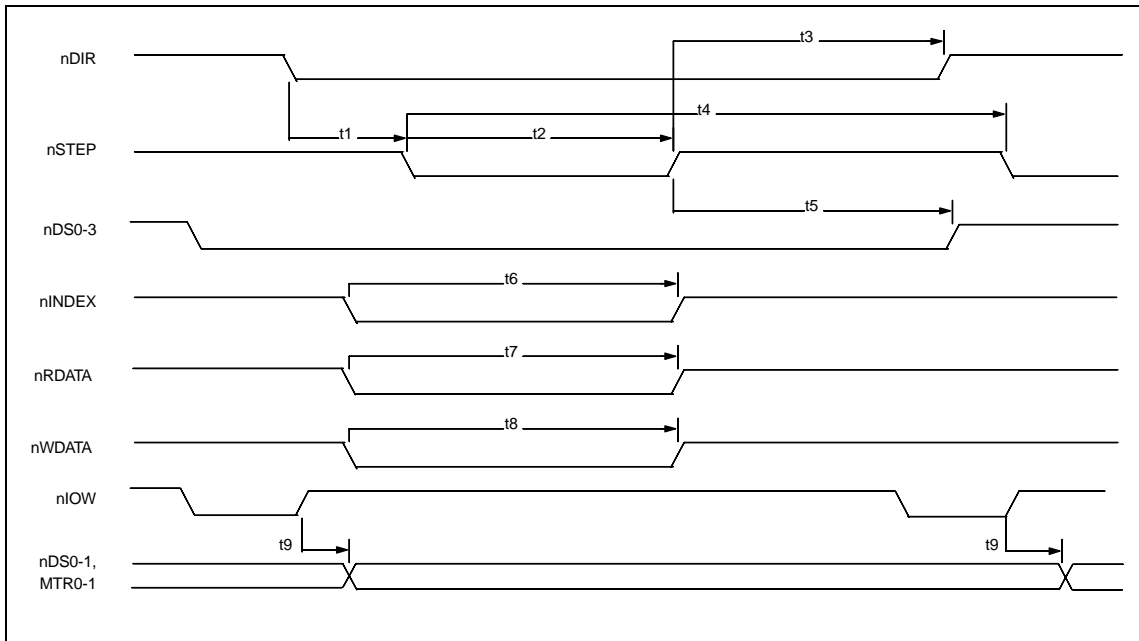 nDIR
t3
nSTEP
t1
t2
t4
nDS0-3
t5
nINDEX
t6
nRDATA
t7
nWDATA
t8
nIOW
t9
t9
nDS0-1,
MTR0-1